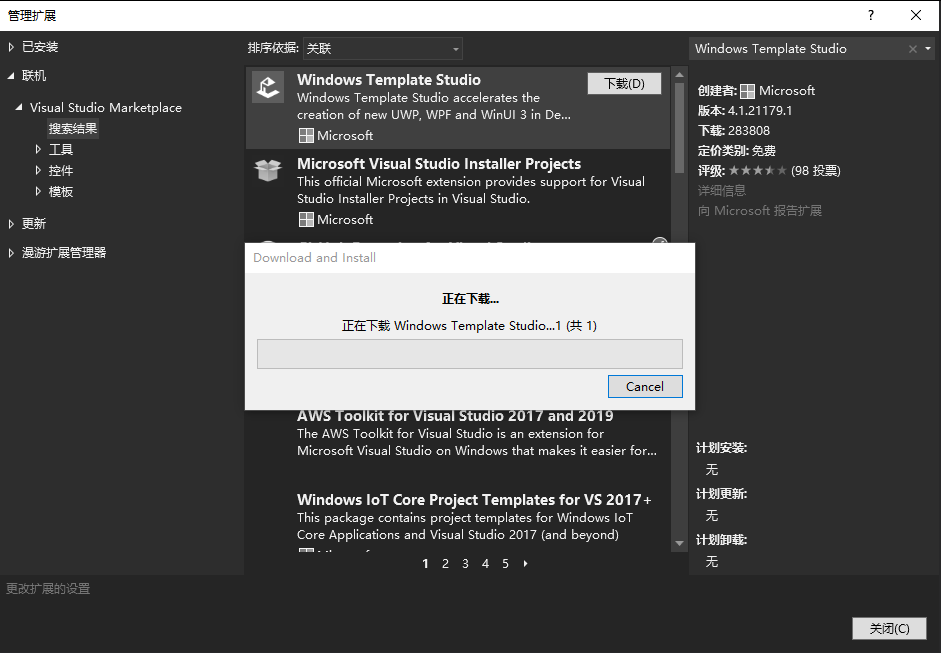 管理扩展
?
已安装
联机
Visual Studio Marketplace
搜索结果
工具
控件
模板
更新
漫游扩展管理器
排序依据: 关联
Windows Template Studio
下载(D)
Windows Template Studio accelerates the
creation of new UWP, WPF and WinUI 3 in De...
Microsoft
Microsoft Visual Studio Installer Projects
This official Microsoft extension provides support for Visual
Studio Installer Projects in Visual Studio.
Microsoft
Download and Install
正在下载...
正在下载 Windows Template Studio...1 (共 1)
Cancel
AWS Toolkit for Visual Studio 2017 and 2019
The AWS Toolkit for Visual Studio is an extension for
Microsoft Visual Studio on Windows that makes it easier for...
Windows IoT Core Project Templates for VS 2017+
This package contains project templates for Windows IoT
Core Applications and Visual Studio 2017 (and beyond)
1 2 3 4 5
Windows Template Studio
创建者: Microsoft
版本: 4.1.21179.1
下载: 283808
定价类别: 免费
评级: ★★★★★ (98 投票)
详细信息
向 Microsoft 报告扩展
计划安装:
无
计划更新:
无
计划卸载:
无
更改扩展的设置
关闭(C)